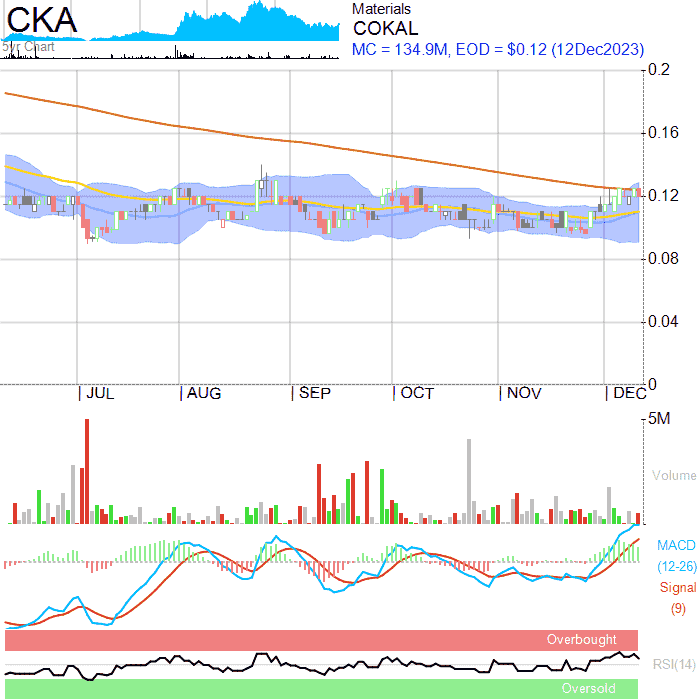 CKA
5yr Chart
Materials
COKAL
MC = 134.9M, EOD = $0.12 (12Dec2023)
0.2
0.16
0.12
0.08
0.04
0
JUL AUG SEP OCT NOV DEC
5M
Volume
MACD
(12-26)
Signal
(9)
Overbought
RSI(14)
Oversold